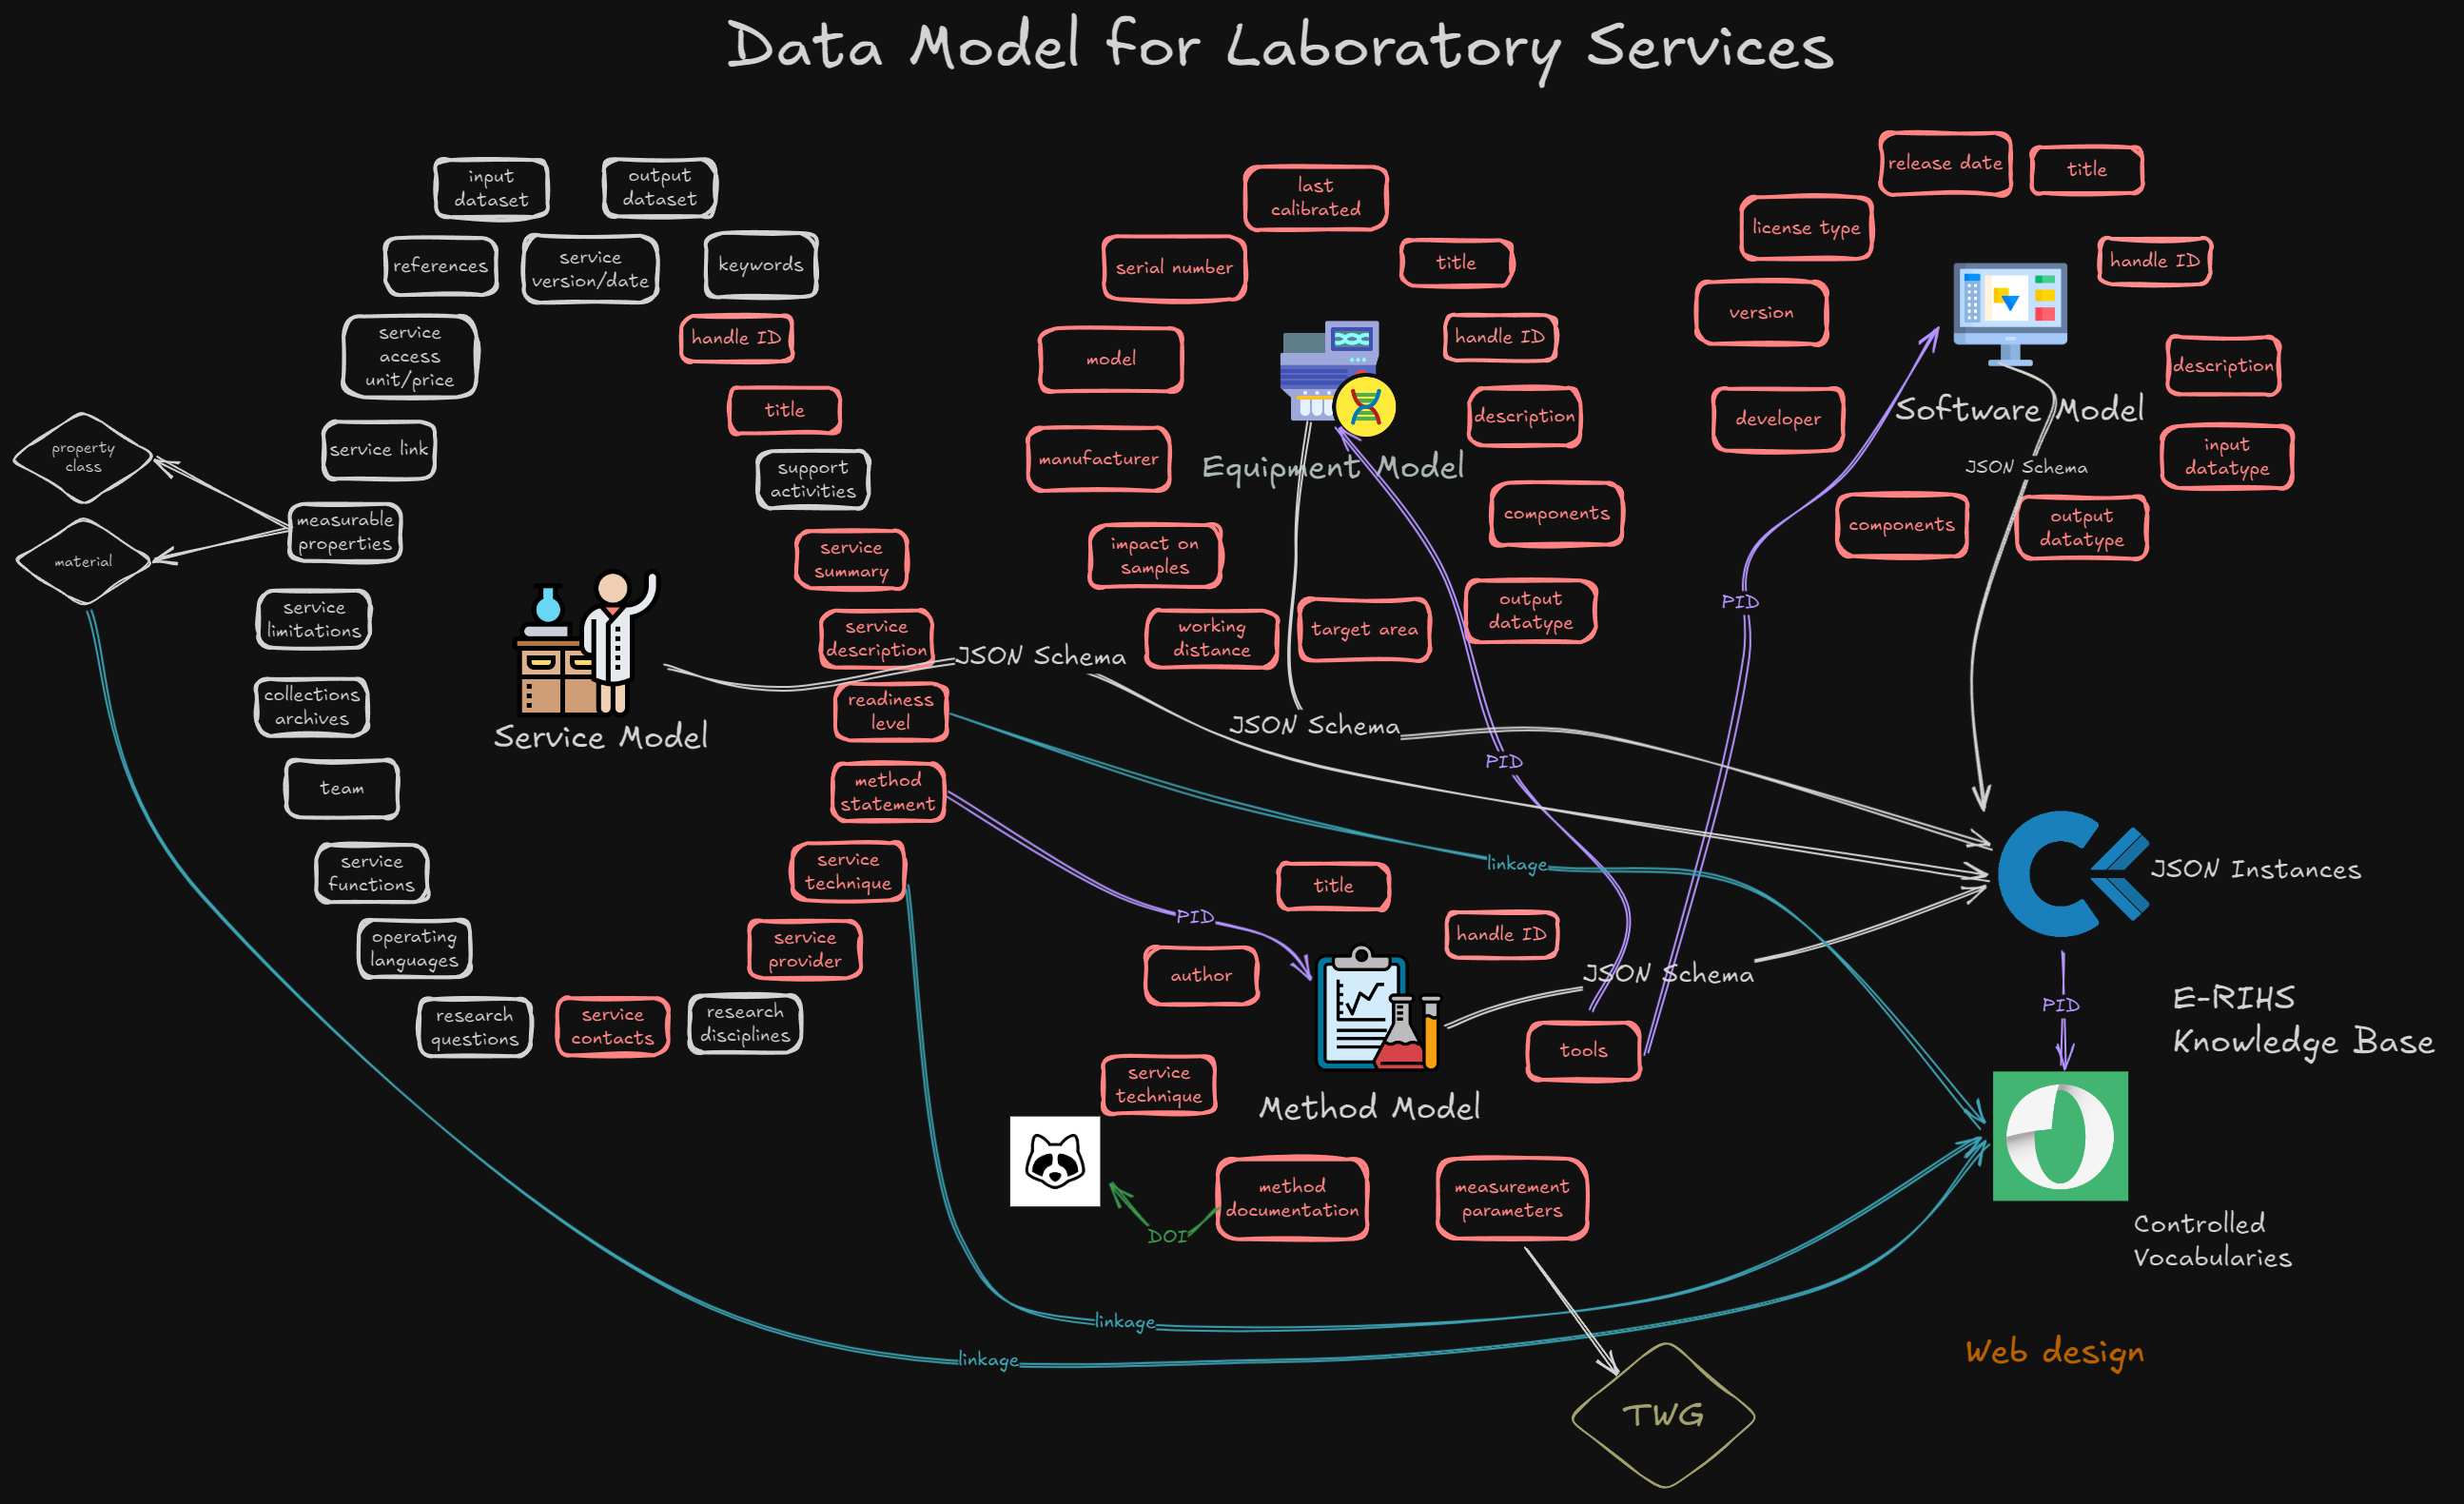 Data Model for Laboratory Services
input
dataset
output
dataset
references
service
version/date
keywords
service
access
unit/price
handle ID
title
service link
support
activities
property
class
material
measurable
properties
service
summary
service
limitations
service
description
collections
archives
readiness
level
Service Model
team
method
statement
service
functions
service
technique
operating
languages
service
provider
research
questions
service
contacts
research
disciplines
JSON Schema
last
calibrated
serial number
title
model
handle ID
description
manufacturer
Equipment Model
components
impact on
samples
working
distance
target area
output
datatype
JSON Schema
PID
release date
title
license type
handle ID
version
description
developer
Software Model
input
datatype
JSON Schema
components
output
datatype
PID
linkage
PID
title
handle ID
author
JSON Schema
tools
service
technique
Method Model
method
documentation
measurement
parameters
DOI
linkage
linkage
TWG
JSON Instances
PID
E-RIHS
Knowledge Base
Controlled
Vocabularies
Web design